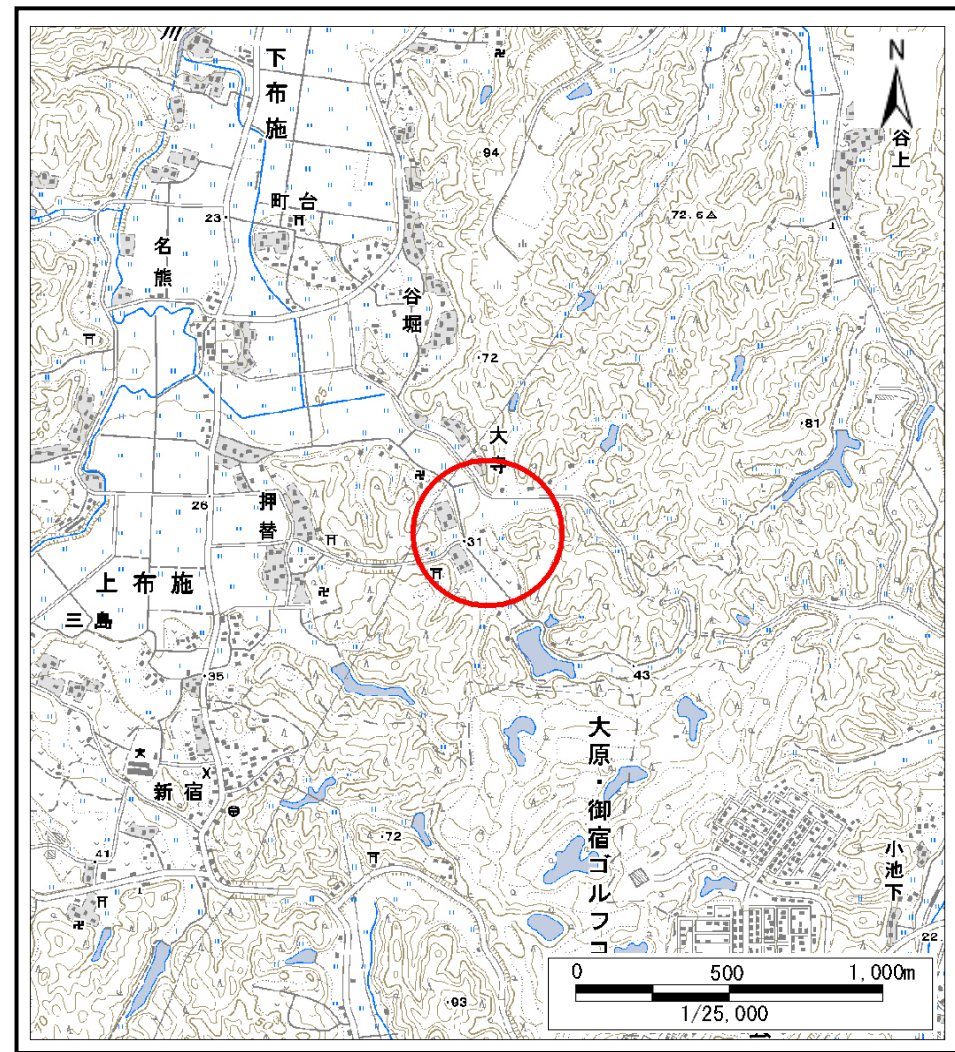 下布施
N
谷上
94
町台
72.6
23
名熊
谷堀
72
81
大寺
26
押替
31
上布施
三島
43
35
大原・御宿ゴルフコ
文
X
新宿
72
41
小池下
22
93
0 500 1,000m
1/25,000